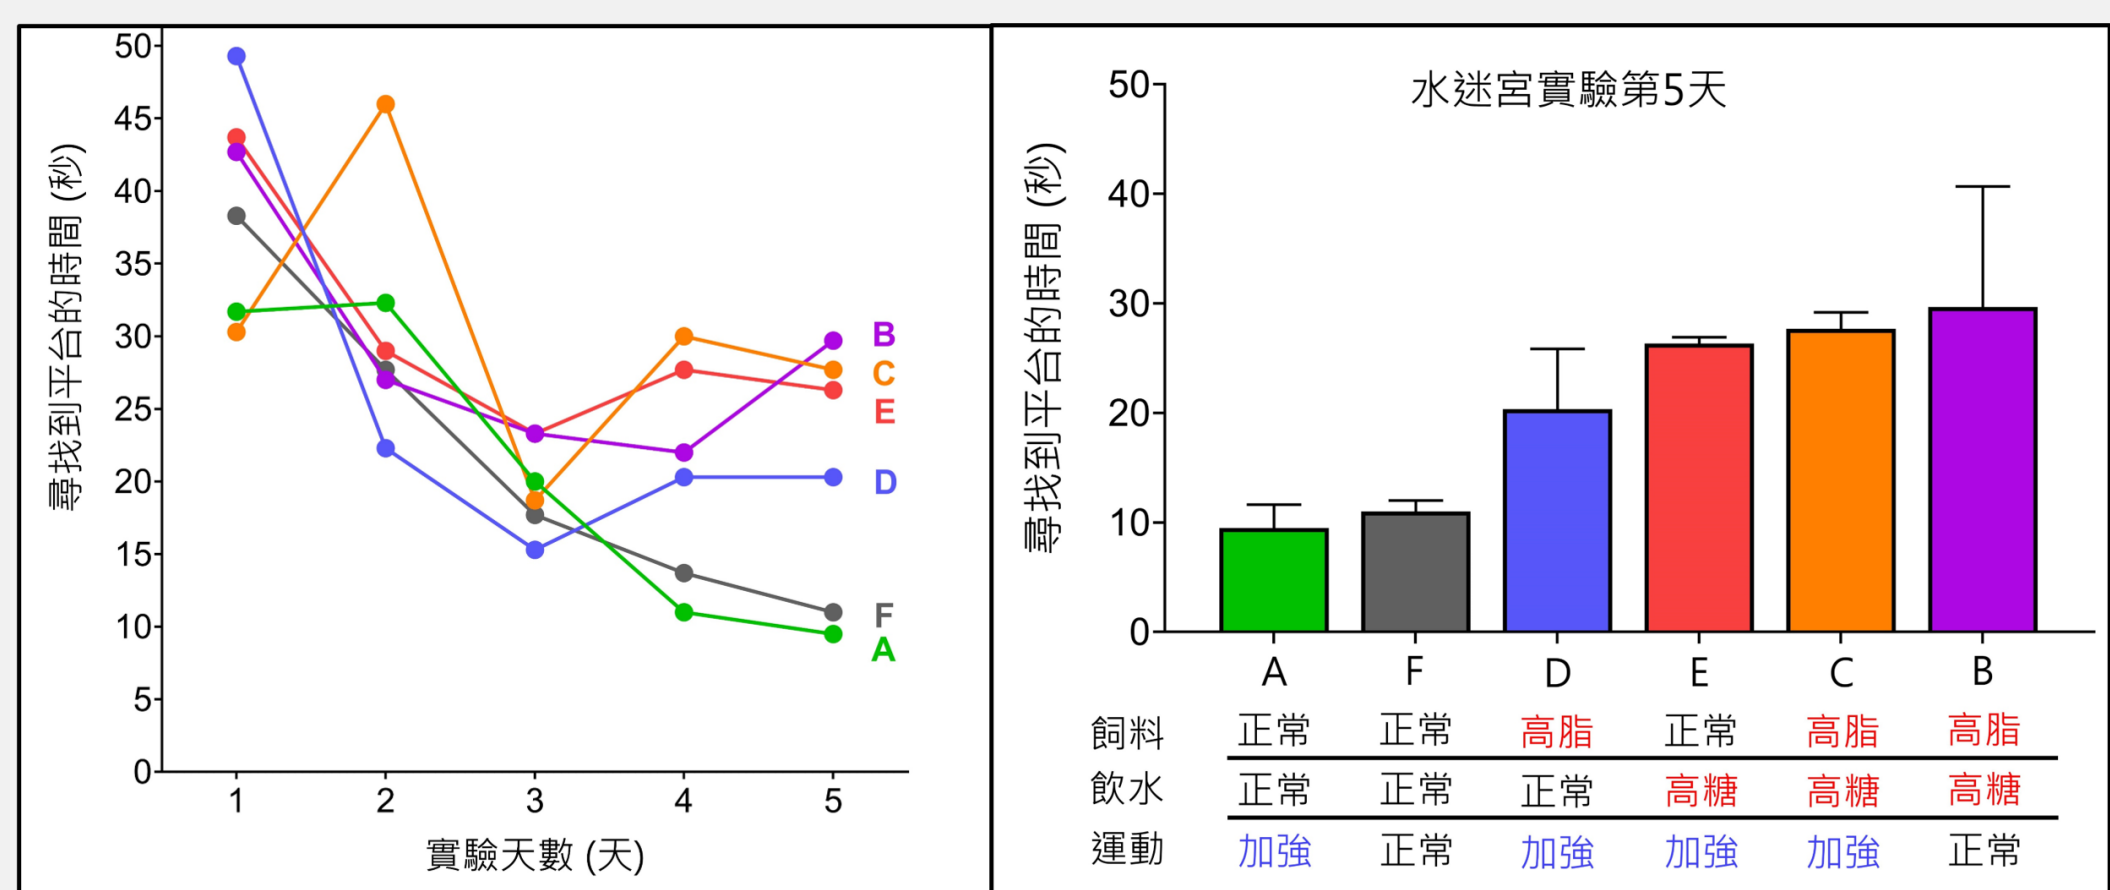 50
45
40
35
30
25
20
15
10
5
0
尋找到平台的時間 (秒)
1 2 3 4 5
實驗天數 (天)
B
C
E
D
F
A
水迷宮實驗第5天
50
40
30
20
10
0
尋找到平台的時間 (秒)
A F D E C B
飼料 正常 正常 高脂 正常 高脂 高脂
飲水 正常 正常 正常 高糖 高糖 高糖
運動 加強 正常 加強 加強 加強 正常